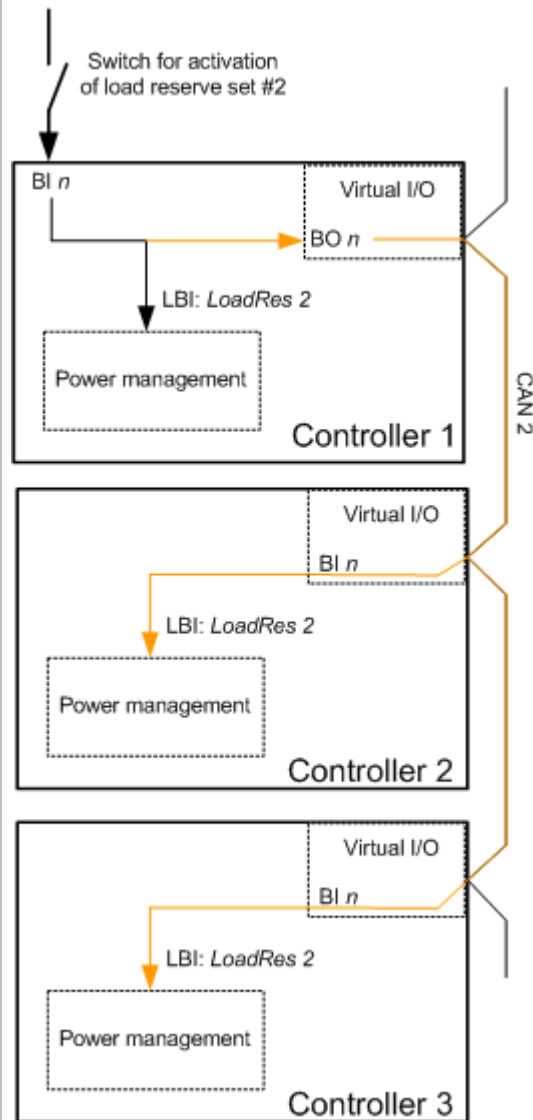 Switch for activation
of load reserve set #2
BI n
Virtual I/O
BO n
LBI: LoadRes 2
Power management
Controller 1
CAN 2
Virtual I/O
BI n
LBI: LoadRes 2
Power management
Controller 2
Virtual I/O
BI n
LBI: LoadRes 2
Power management
Controller 3